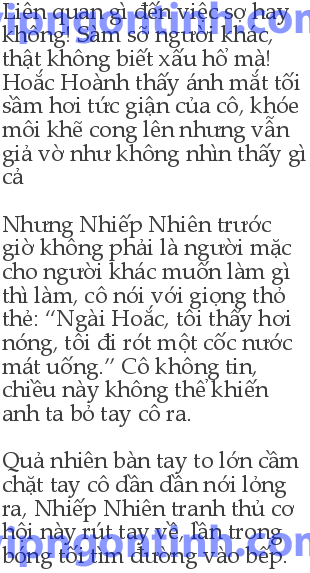 Liên quan gì đến việc sợ hay
không! Sàm sỡ người khác,
thật không biết xấu hổ mà!
Hoắc Hoành thấy ánh mắt tối
sầm hơi tức giận của cô, khóe
môi khẽ cong lên nhưng vẫn
giả vờ như không nhìn thấy gì
cả
Nhưng Nhiếp Nhiên trước
giờ không phải là người mặc
cho người khác muốn làm gì
thì làm, cô nói với giọng thỏ
thẻ: “Ngài Hoắc, tôi thấy hơi
nóng, tôi đi rót một cốc nước
mát uống.” Cô không tin,
chiều này không thể khiến
anh ta bỏ tay cô ra.
Quả nhiên bàn tay to lớn cầm
chặt tay cô dần dần nới lỏng
ra, Nhiếp Nhiên tranh thủ cơ
hội này rút tay về, lần trong
bóng tối tìm đường vào bếp.